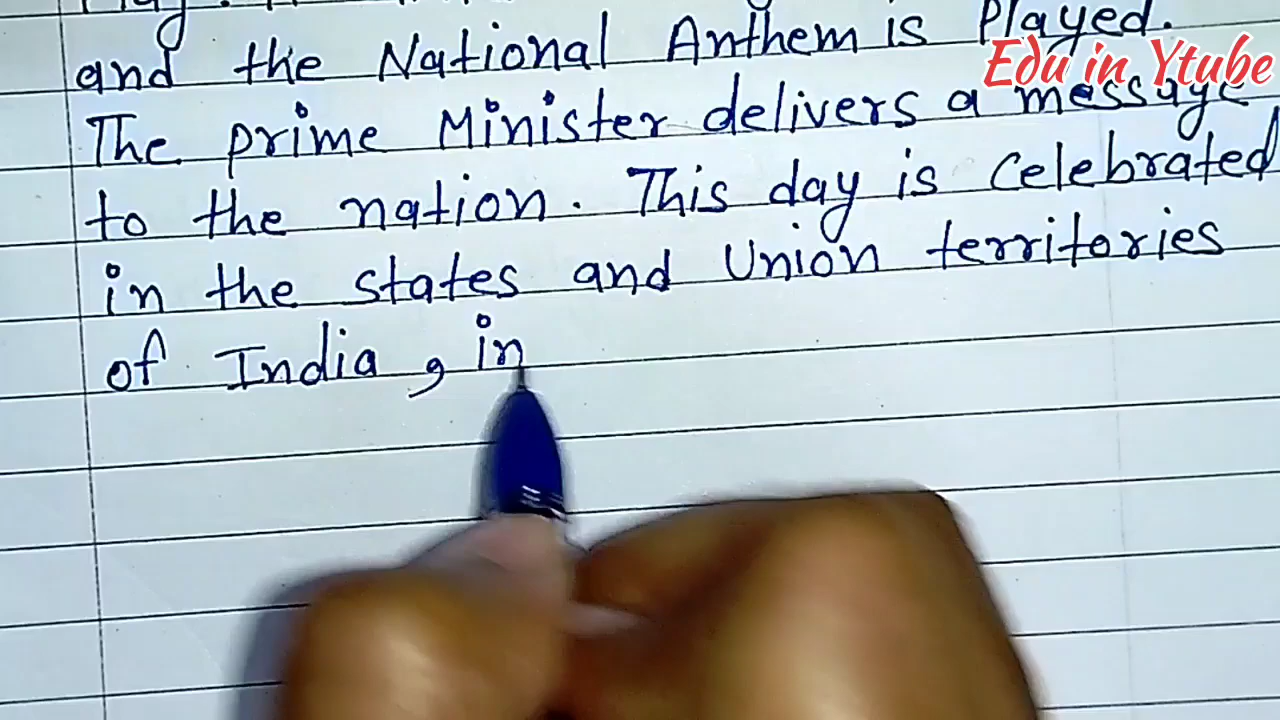 and the National Anthem is Played.
Edu in Ytube
The prime Minister delivers a message
to the nation. This day is celebrated
in the states and Union territories
of India, in